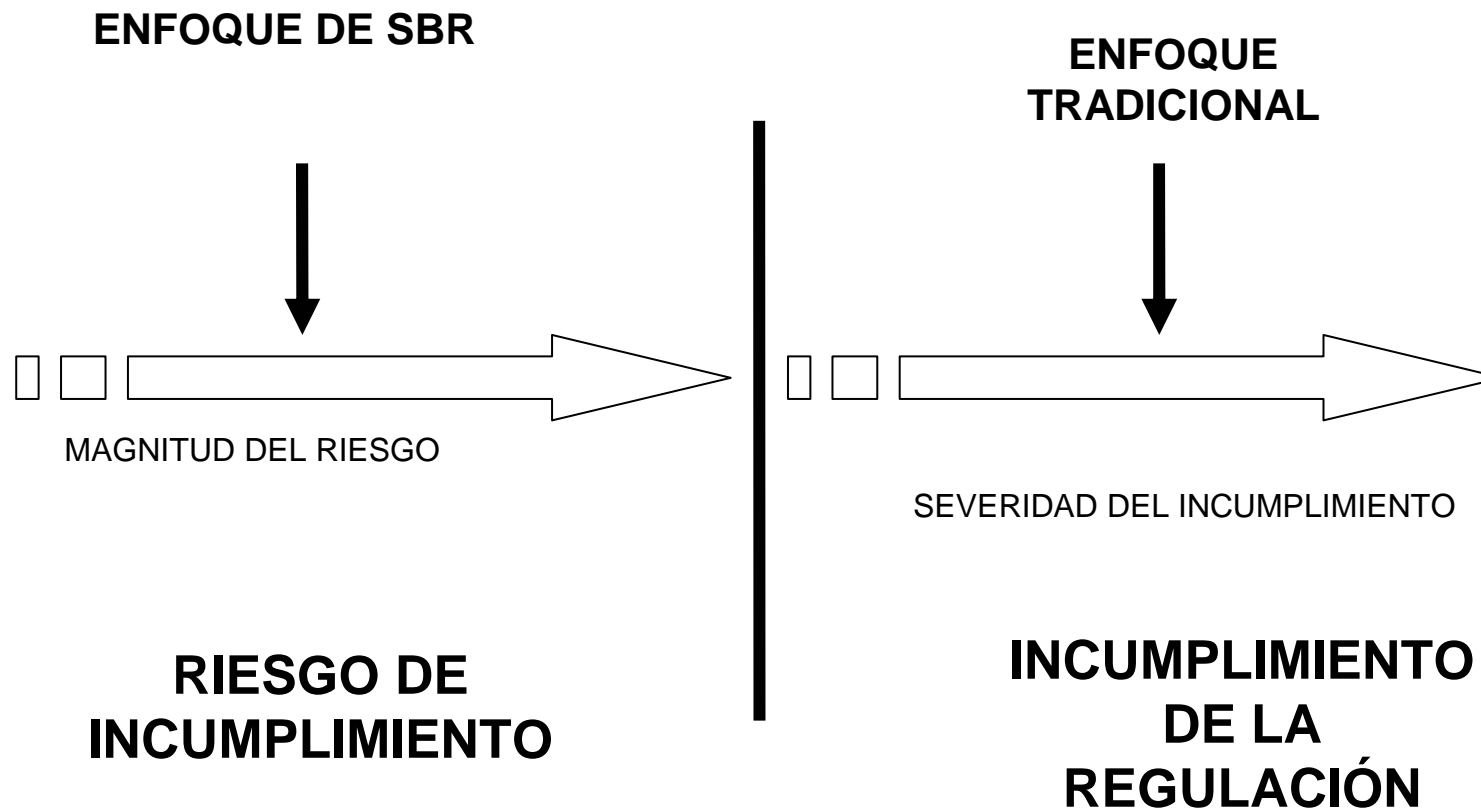 ENFOQUE DE SBR
ENFOQUE
TRADICIONAL
MAGNITUD DEL RIESGO
SEVERIDAD DEL INCUMPLIMIENTO
RIESGO DE
INCUMPLIMIENTO
INCUMPLIMIENTO
DE LA
REGULACIÓN